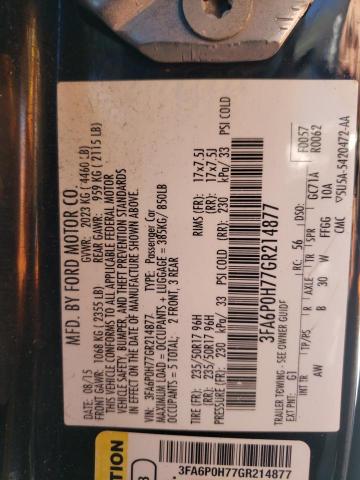 MFD. BY FORD MOTOR CO.
DATE: 08/15 GVWR: 2023 KG ( 4460 LB)
FRONT GAWR: 1068 KG (2355 LB) REAR GAWR: 959 KG ( 2115 LB)
THIS VEHICLE CONFORMS TO ALL APPLICABLE FEDERAL MOTOR
VEHICLE SAFETY, BUMPER, AND THEFT PREVENTION STANDARDS
IN EFFECT ON THE DATE OF MANUFACTURE SHOWN ABOVE.
VIN: 3FA6P0H77GR214877. TYPE: Passenger Car
MAXIMUM LOAD = OCCUPANTS + LUGGAGE = 385KG/ 850LB
OCCUPANTS = 5 TOTAL: 2 FRONT, 3 REAR
TIRE (FR): 235/50R17 96H RIMS (FR): 17x7.5J
TIRE (RR): 235/50R17 96H (RR): 17x7.5J
(FR): 230 kPa/ 33 PSI COLD (RR): 230 kPa/ 33 PSI COLD
3FA6P0H77GR214877
F0057
R0062
TRAILER TOWING - SEE OWNER GUIDE
EXT PNT: G1 RC: 56 DSO:
TP/PS R AXLE TR SPR GC71A
AW B 30 W FFGG 10A
CMC
5U5A-5420472-AA
3FA6P0H77GR214877